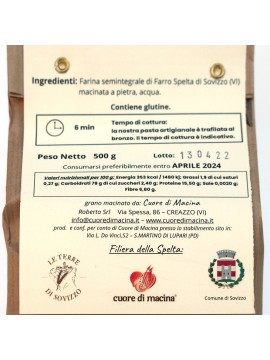 Ingredienti: Farina semintegrale di Farro Spelta di Sovizzo (VI)
macinata a pietra, acqua.
Contiene glutine.
6 min
Tempo di cottura:
la nostra pasta artigianale è trafilata al
bronzo. Il tempo di cottura è indicativo.
Peso Netto 500 g
Lotto: 130422
Consumarsi preferibilmente entro APRILE 2024
Valori nutrizionali per 100 g: Energia 353 kcal / 1480 Kj; Grassi 1,9 di cui saturi
0,27 g; Carboidrati 78 g di cui zuccheri 2,40 g; Proteine 15,50 g; Sale 0,0020 g;
Fibre 6,80 g.
grano macinato da: Cuore di Macina
Roberto Srl Via Spessa, 86 – CREAZZO (VI)
info@cuoredimacina.it – www.cuoredimacina.it
prod. e conf. per conto di Cuore di Macina presso lo stabilimento sito in:
Via L. Da Vinci,52 – S.MARTINO DI LUPARI (PD)
Filiera della Spelta:
LE TERRE
DI SOVIZZO
cuore di macina
Comune di Sovizzo